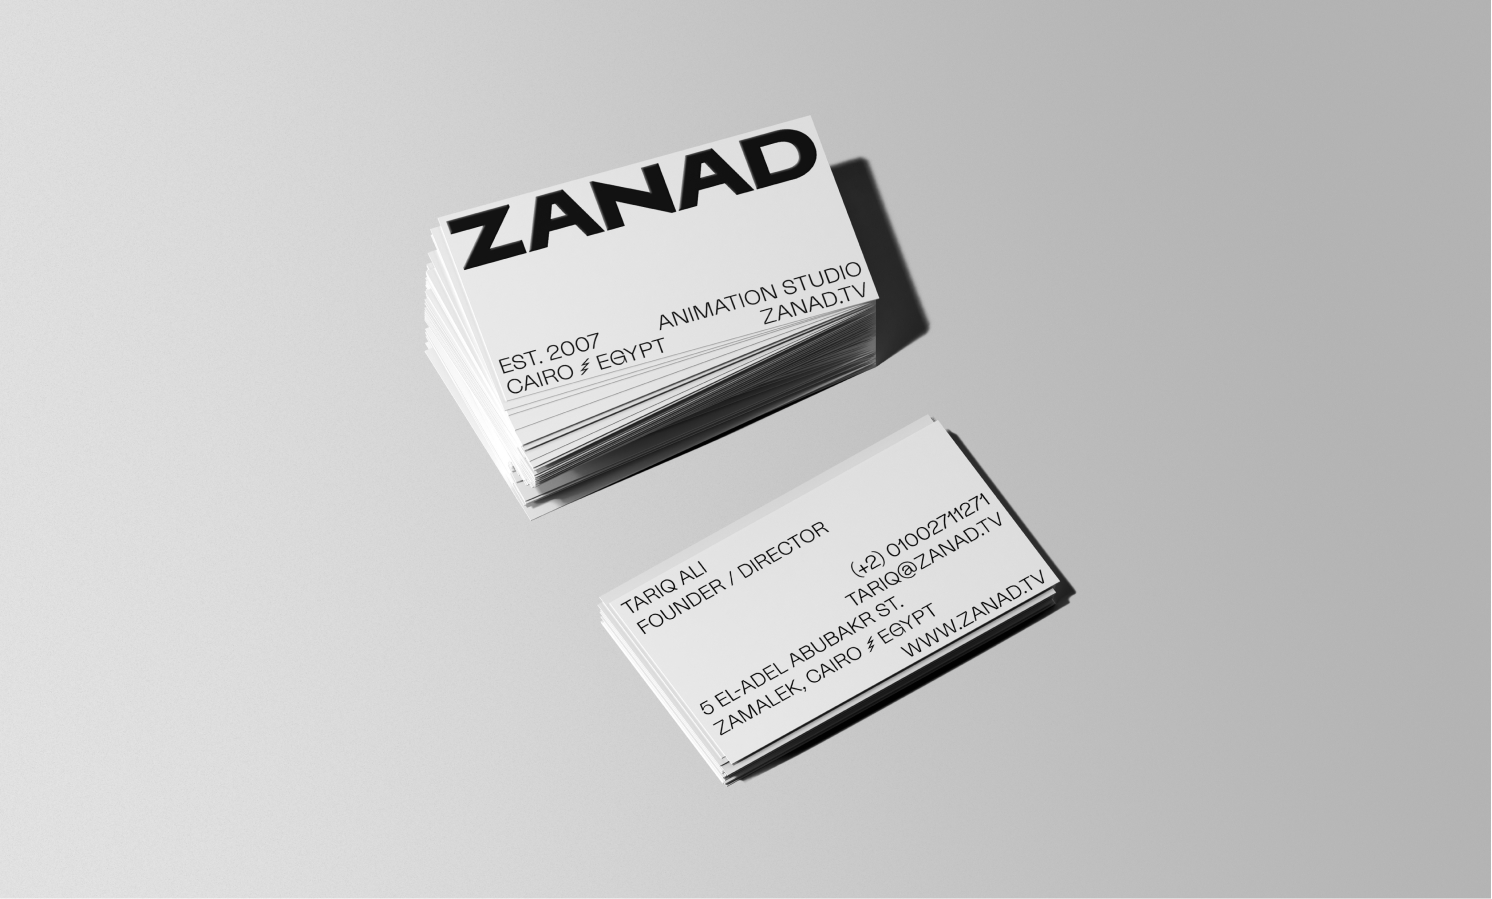 ZANAD
ANIMATION STUDIO
ZANAD.TV
EST. 2007
CAIRO EGYPT
TARIQ ALI
FOUNDER / DIRECTOR
(+2) 01002711271
TARIQ@ZANAD.TV
5 EL-ADEL ABUBAKR ST.
ZAMALEK, CAIRO EGYPT
WWW.ZANAD.TV